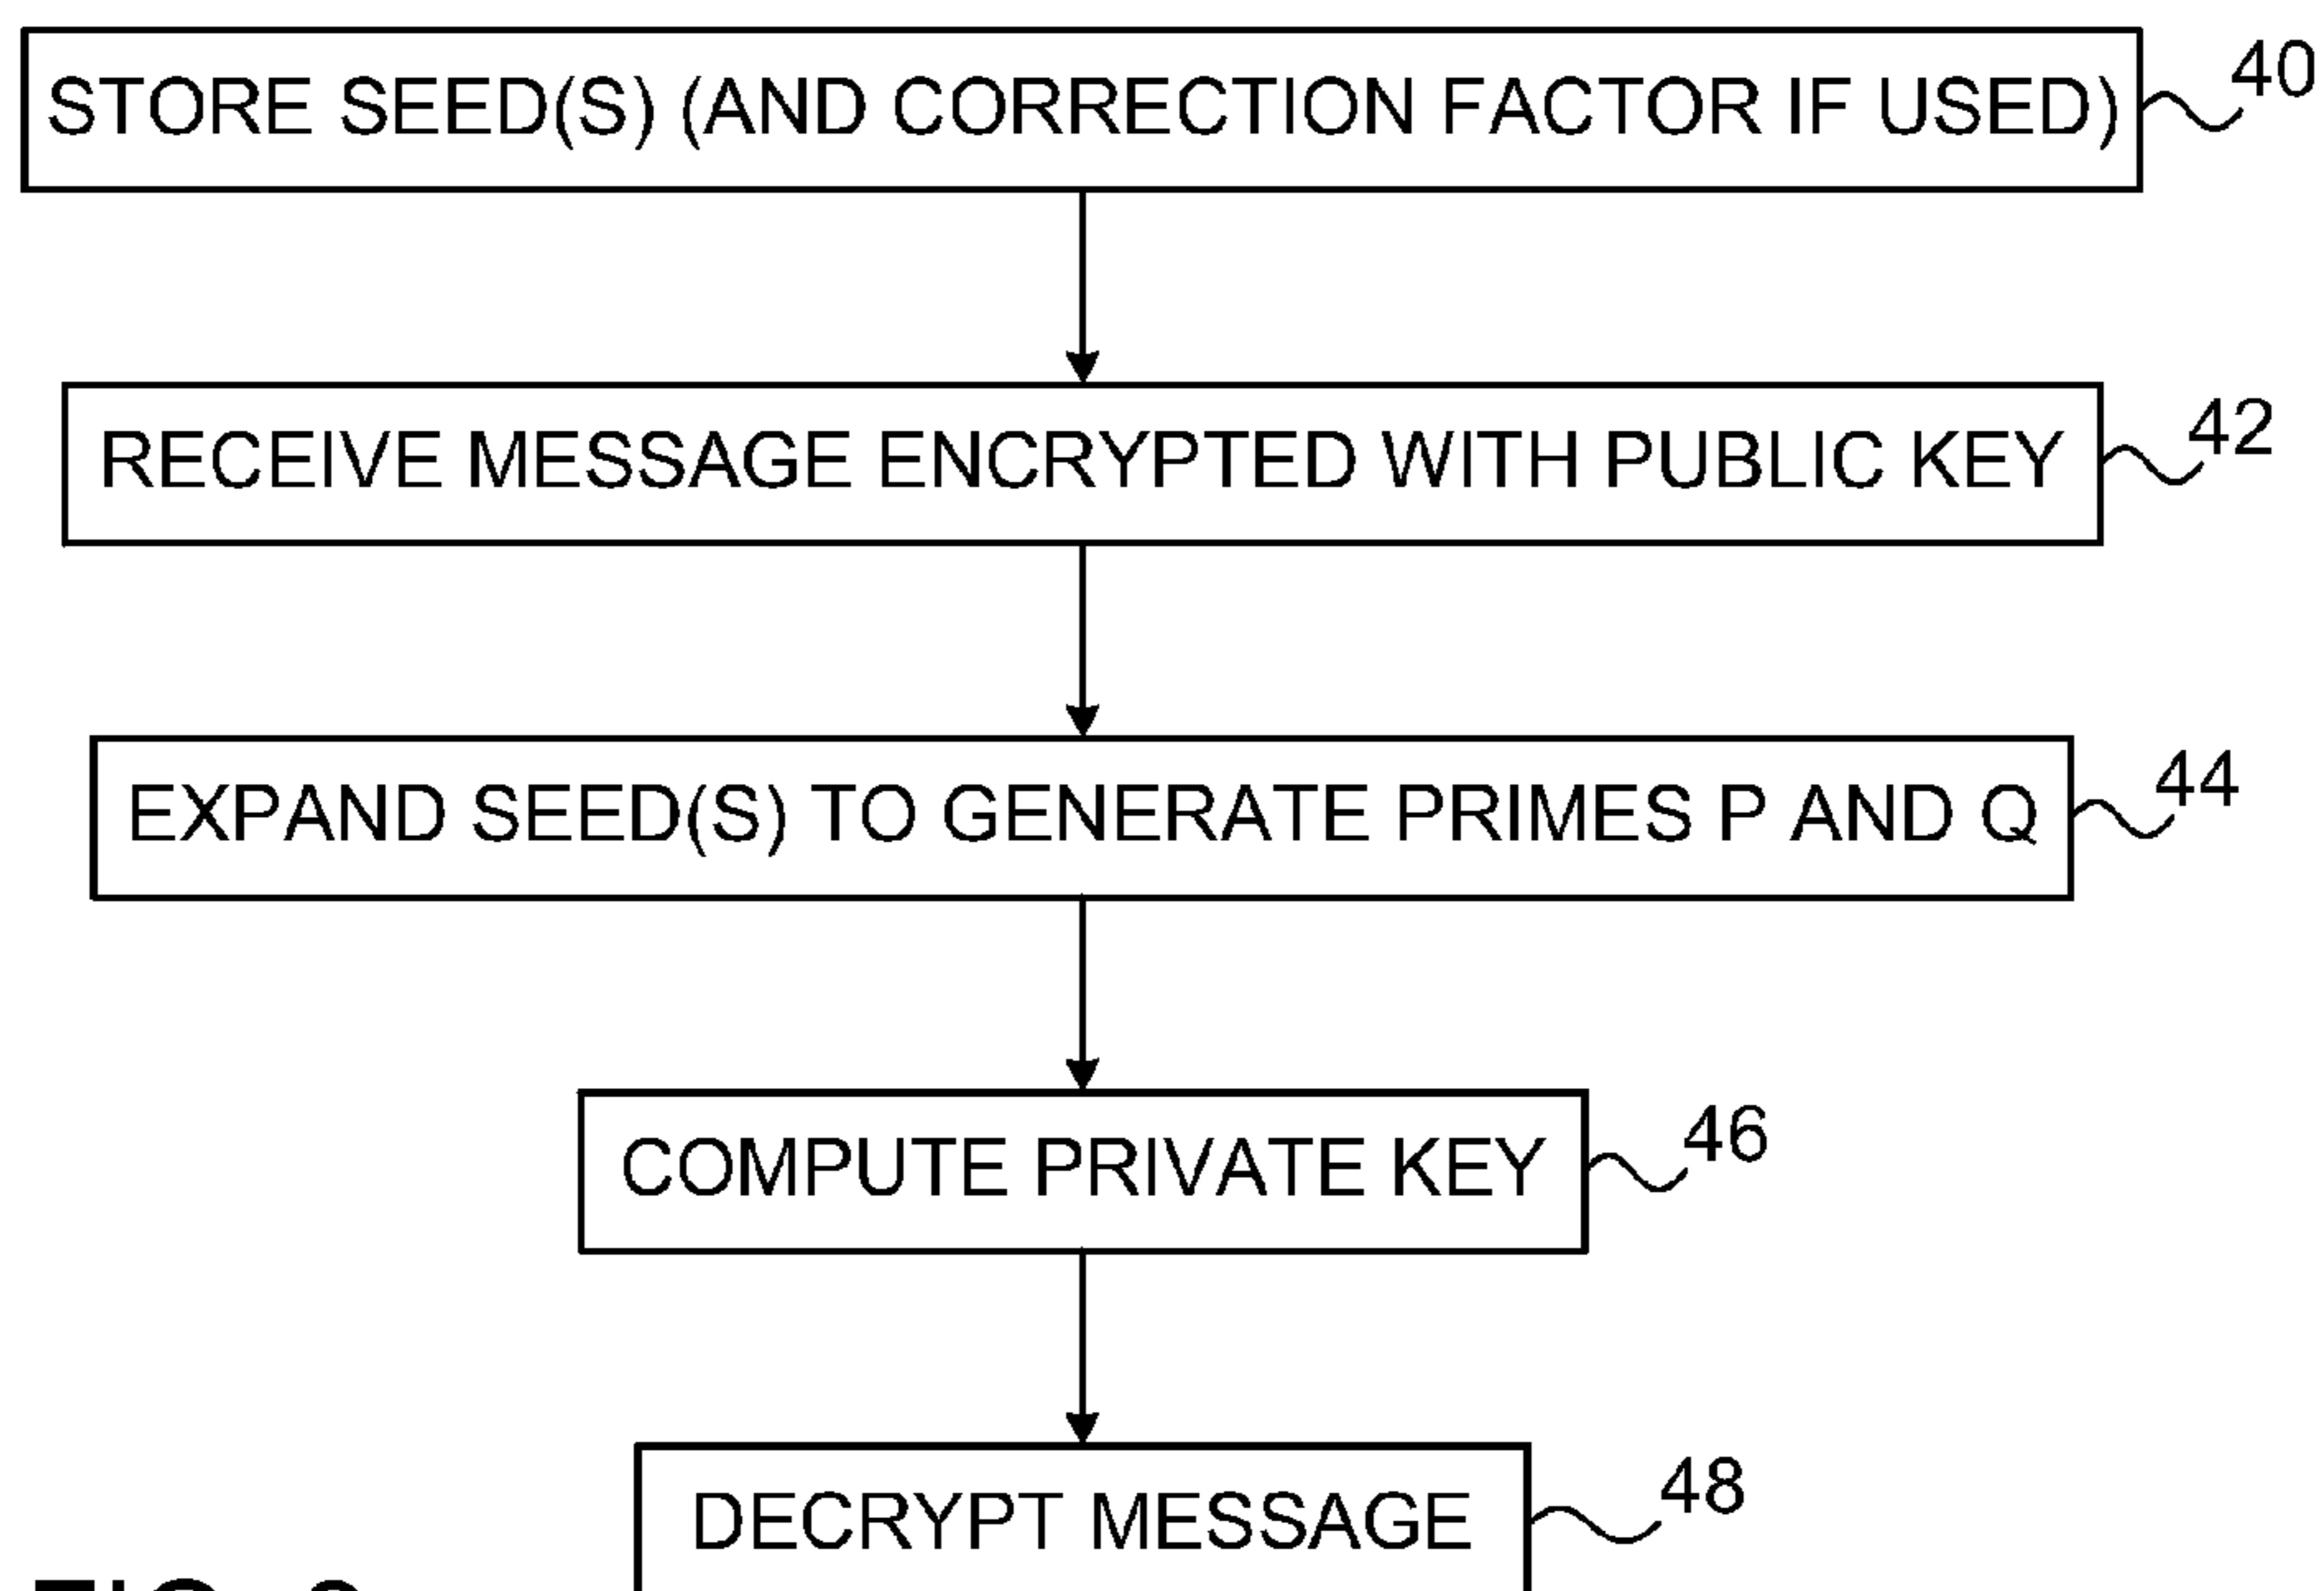 STORE SEED(S) (AND CORRECTION FACTOR IF USED)
40
RECEIVE MESSAGE ENCRYPTED WITH PUBLIC KEY
42
EXPAND SEED(S) TO GENERATE PRIMES P AND Q
44
COMPUTE PRIVATE KEY
46
DECRYPT MESSAGE
48